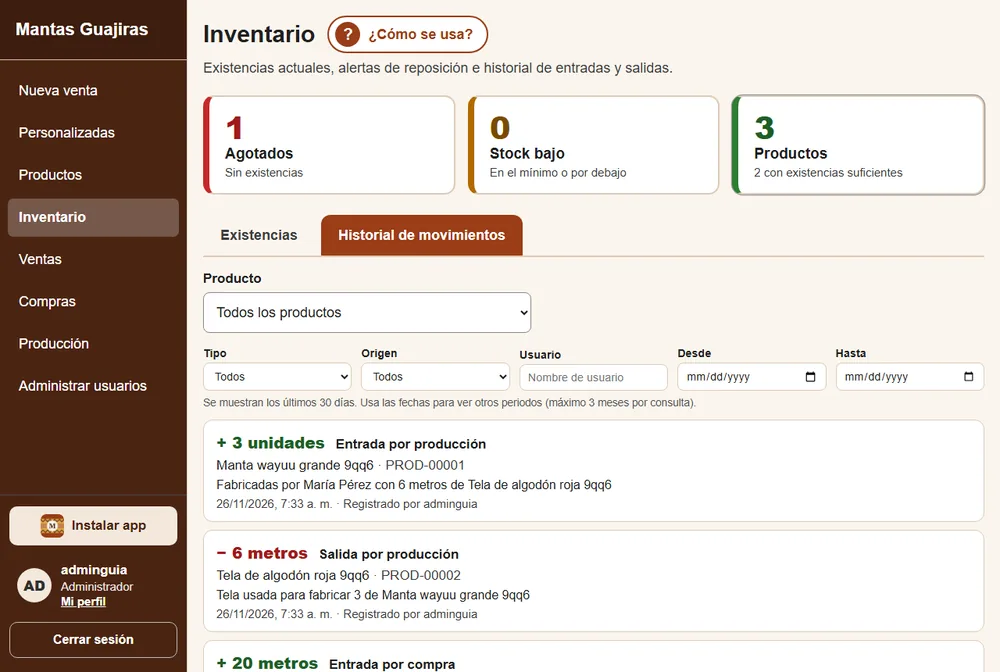 Mantas Guajiras
Nueva venta
Personalizadas
Productos
Inventario
Ventas
Compras
Producción
Administrar usuarios
M
Instalar app
AD
adminguia
Administrador
Mi perfil
Cerrar sesión
Inventario
? ¿Cómo se usa?
Existencias actuales, alertas de reposición e historial de entradas y salidas.
1
Agotados
Sin existencias
0
Stock bajo
En el mínimo o por debajo
3
Productos
2 con existencias suficientes
Existencias
Historial de movimientos
Producto
Todos los productos
Tipo
Todos
Origen
Todos
Usuario
Nombre de usuario
Desde
mm/dd/yyyy
Hasta
mm/dd/yyyy
Se muestran los últimos 30 días. Usa las fechas para ver otros periodos (máximo 3 meses por consulta).
+ 3 unidades Entrada por producción
Manta wayuu grande 9qq6 · PROD-00001
Fabricadas por María Pérez con 6 metros de Tela de algodón roja 9qq6
26/11/2026, 7:33 a. m. · Registrado por adminguia
− 6 metros Salida por producción
Tela de algodón roja 9qq6 · PROD-00002
Tela usada para fabricar 3 de Manta wayuu grande 9qq6
26/11/2026, 7:33 a. m. · Registrado por adminguia
+ 20 metros Entrada por compra